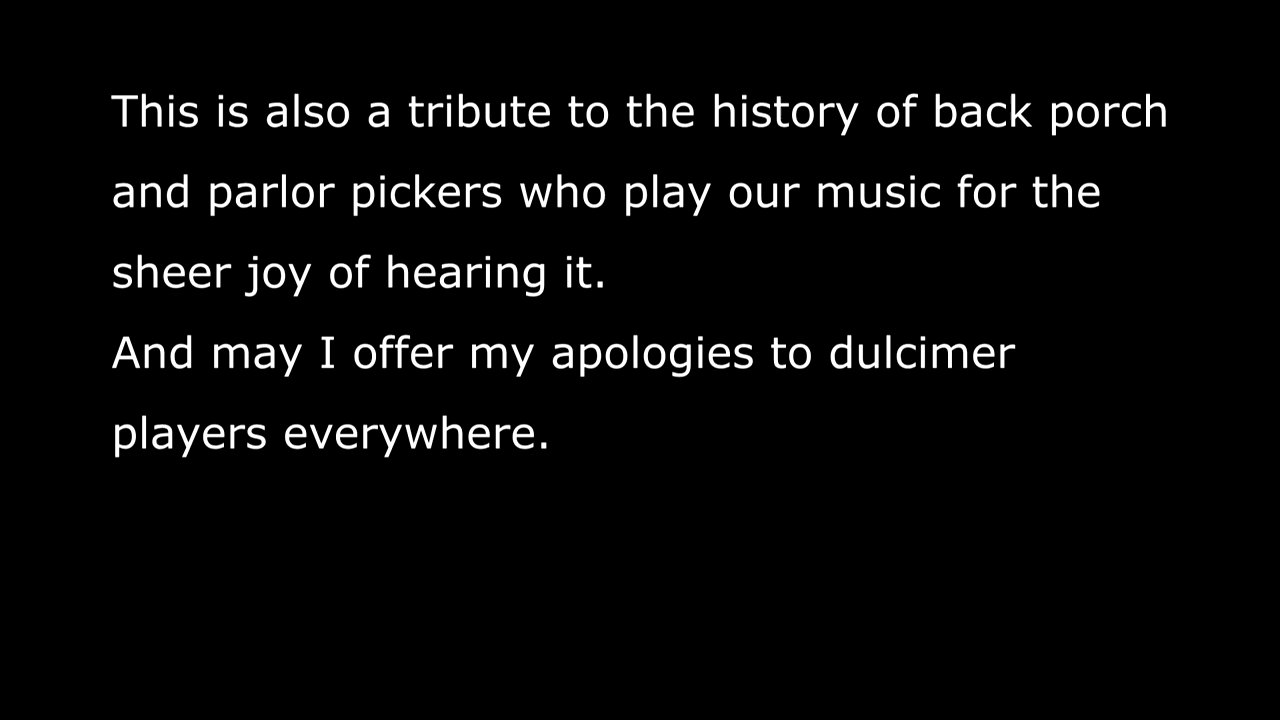 This is also a tribute to the history of back porch
and parlor pickers who play our music for the
sheer joy of hearing it.
And may I offer my apologies to dulcimer
players everywhere.